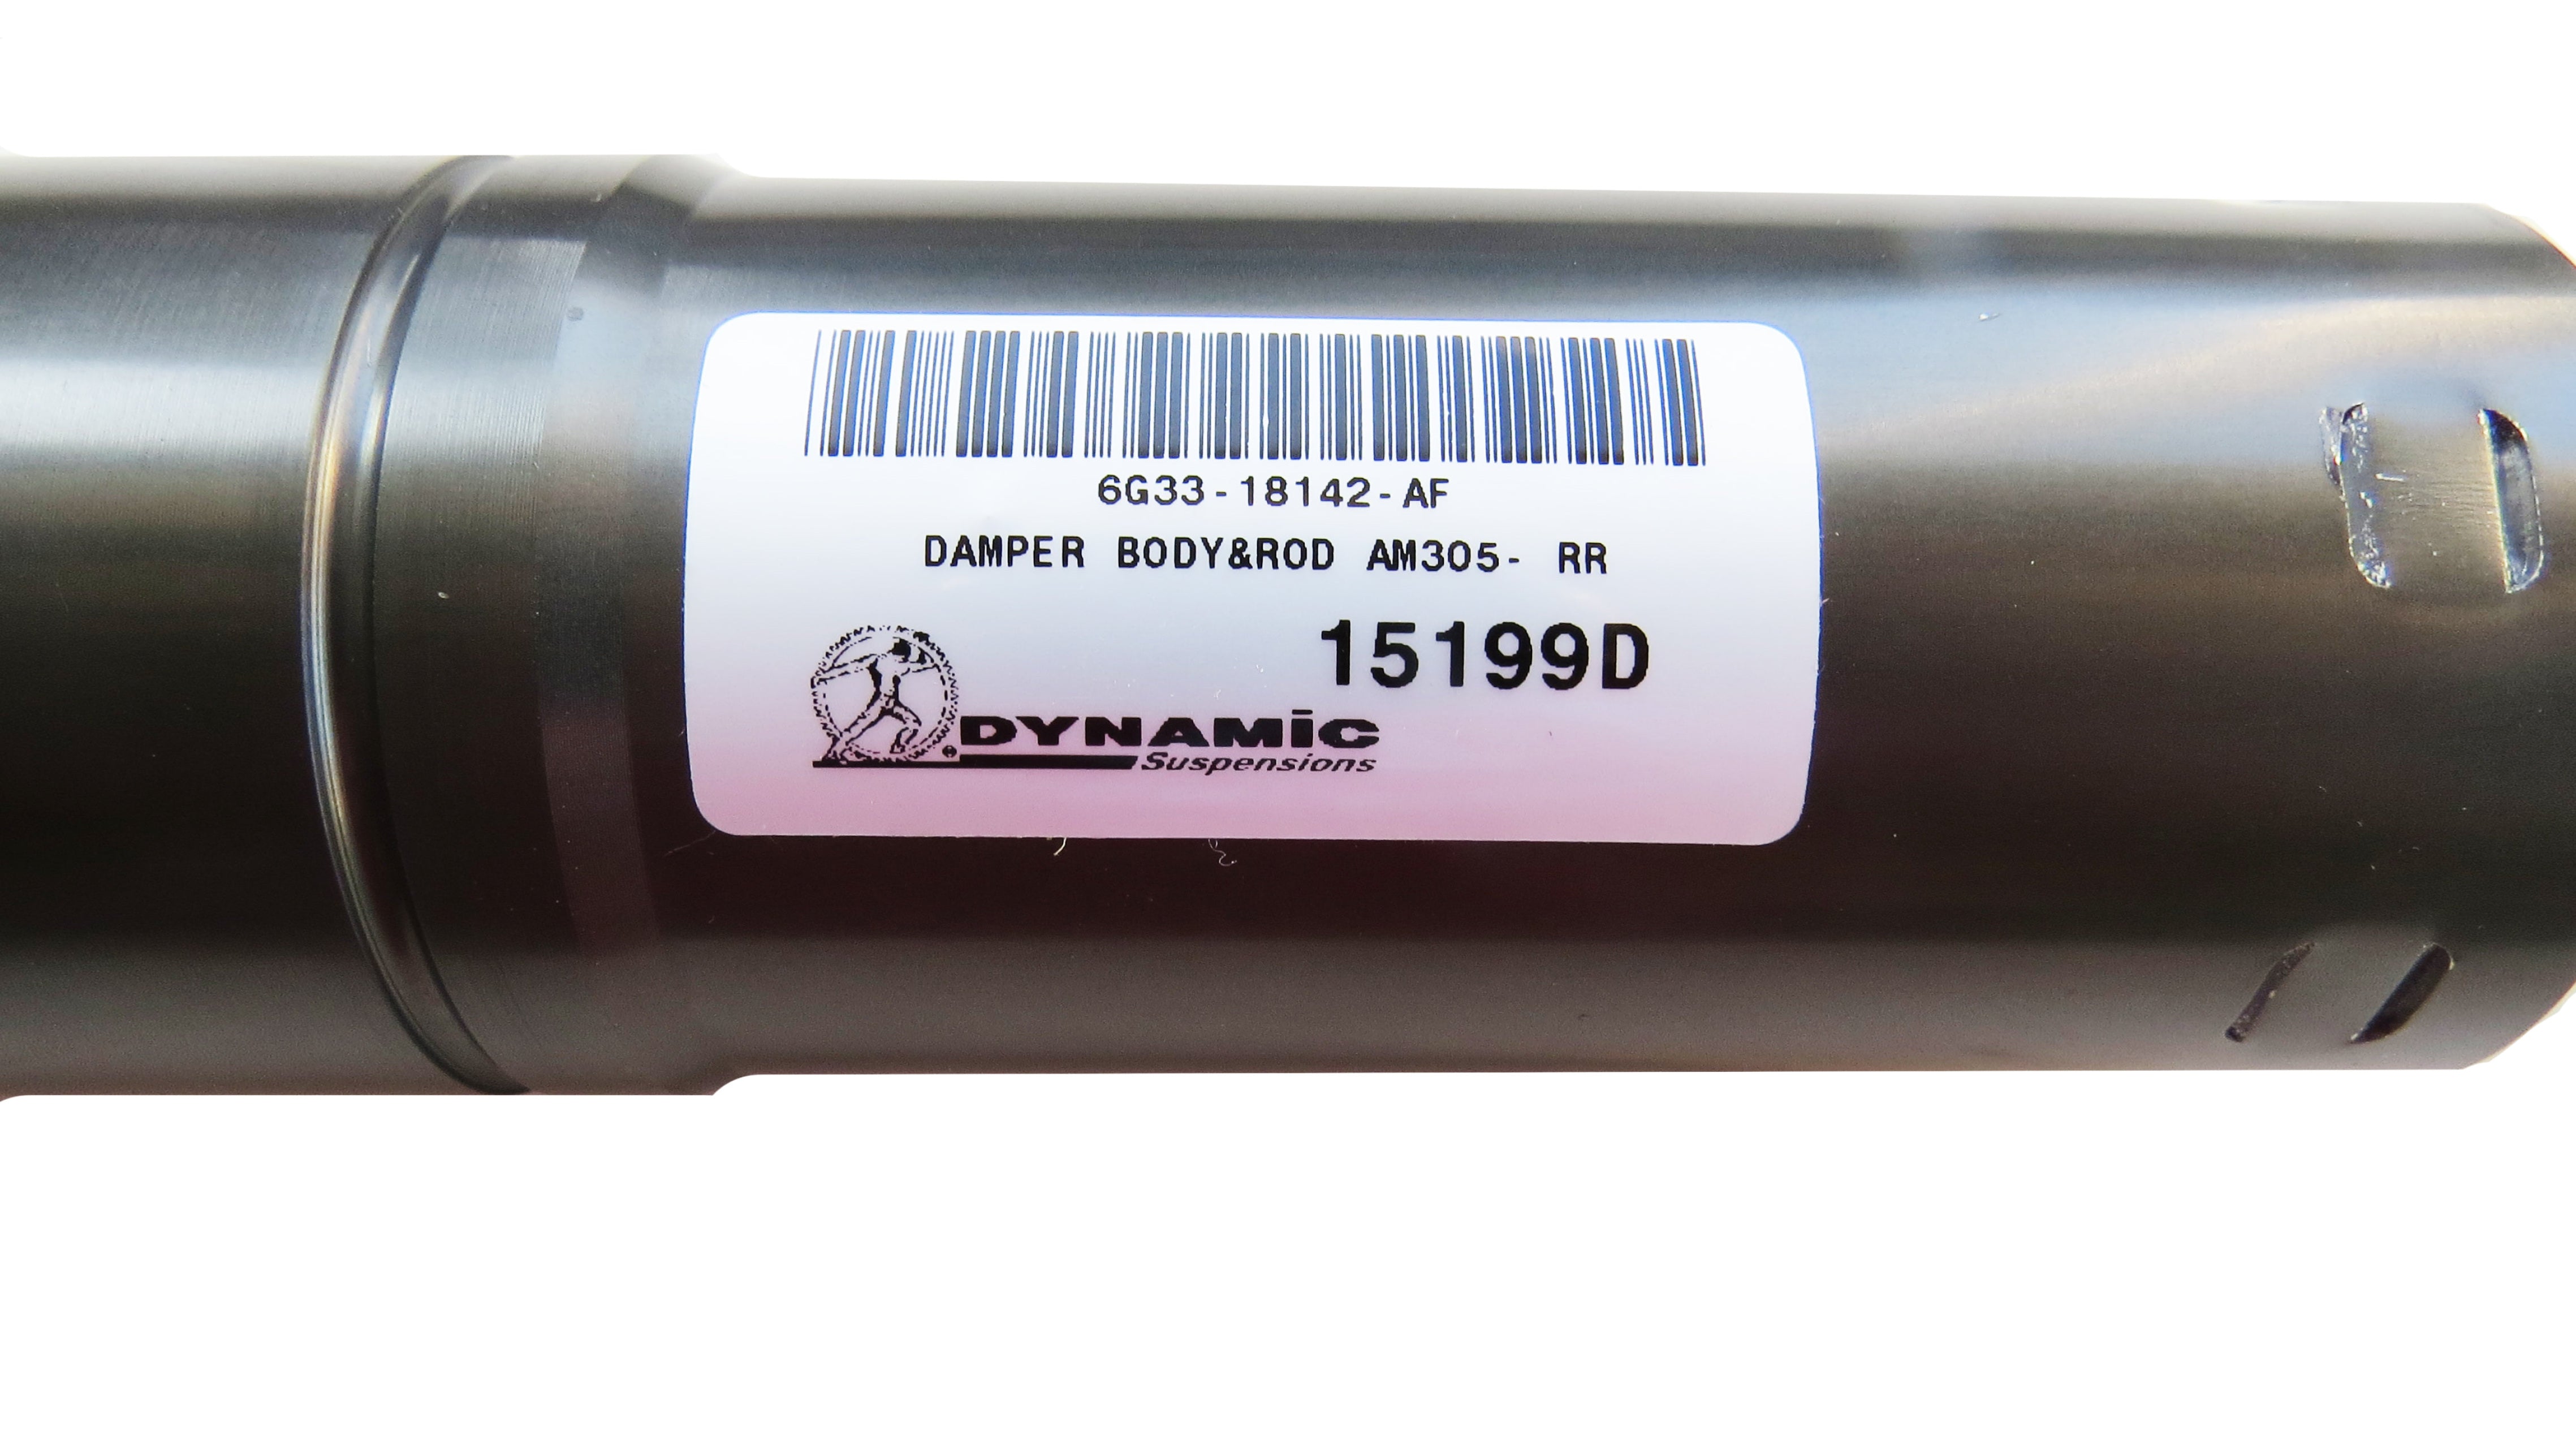 6G33-18142-AF
DAMPER BODY&ROD AM305- RR
15199D
DYNAMiC
Suspensions